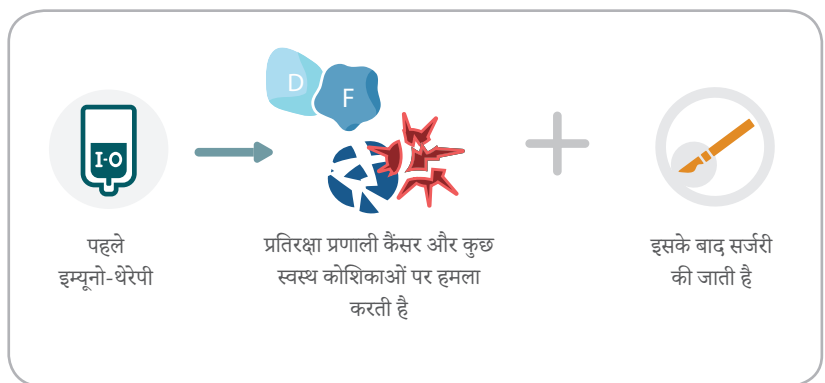 D
F
I-O
पहले
इम्यूनो-थेरेपी
प्रतिरक्षा प्रणाली कैंसर और कुछ
स्वस्थ कोशिकाओं पर हमला
करती है
इसके बाद सर्जरी
की जाती है